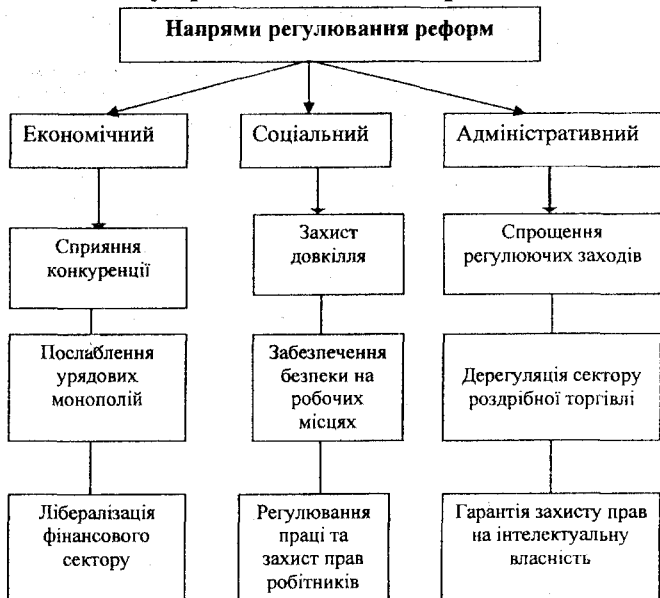 Напрями регулювання реформ
Економічний
Соціальний
Адміністративний
Сприяння
конкуренції
Захист
довкілля
Спрощення
регулюючих заходів
Послаблення
урядових
монополій
Забезпечення
безпеки на
робочих
місцях
Дерегуляція сектору
роздрібної торгівлі
Лібералізація
фінансового
сектору
Регулювання
праці та
захист прав
робітників
Гарантія захисту прав
на інтелектуальну
власність